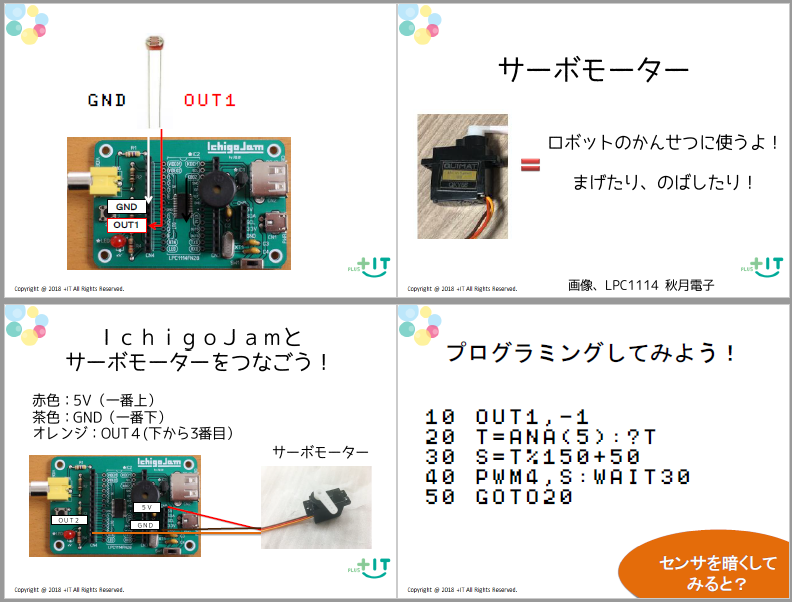 GND OUT1
IchigoJam
GND
OUT1
PLUS +IT
Copyright @ 2018 +IT All Rights Reserved.
サーボモーター
ロボットのかんせつに使うよ！
まげたり、のばしたり！
画像、LPC1114 秋月電子
PLUS +IT
Copyright @ 2018 +IT All Rights Reserved.
ＩｃｈｉｇｏＪａｍと
サーボモーターをつなごう！
赤色：5V（一番上）
茶色：GND（一番下）
オレンジ：OUT４(下から3番目)
サーボモーター
IchigoJam
5V
OUT2
GND
PLUS +IT
Copyright @ 2018 +IT All Rights Reserved.
プログラミングしてみよう！
10 OUT1,-1
20 T=ANA(5):?T
30 S=T%150+50
40 PWM4,S:WAIT30
50 GOTO20
センサを暗くして
みると？
Copyright @ 2018 +IT All Rights Reserved.